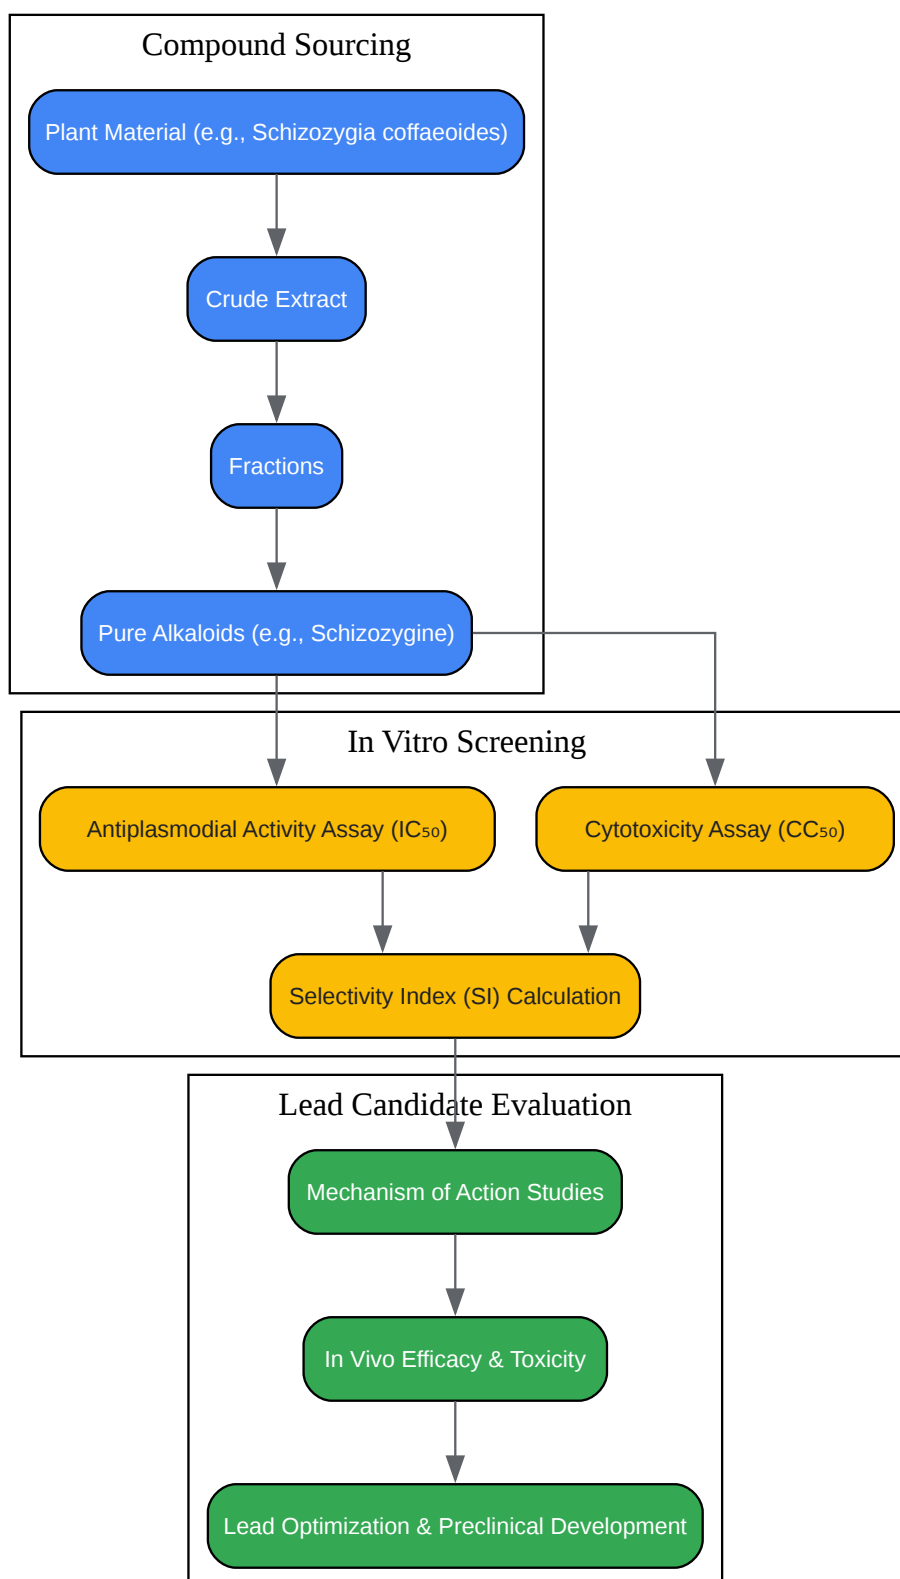 Compound Sourcing
Plant Material (e.g., Schizozygia coffaeoides)
Crude Extract
Fractions
Pure Alkaloids (e.g., Schizozygine)
In Vitro Screening
Antiplasmodial Activity Assay (IC₅₀)
Cytotoxicity Assay (CC₅₀)
Selectivity Index (SI) Calculation
Lead Candidate Evaluation
Mechanism of Action Studies
In Vivo Efficacy & Toxicity
Lead Optimization & Preclinical Development